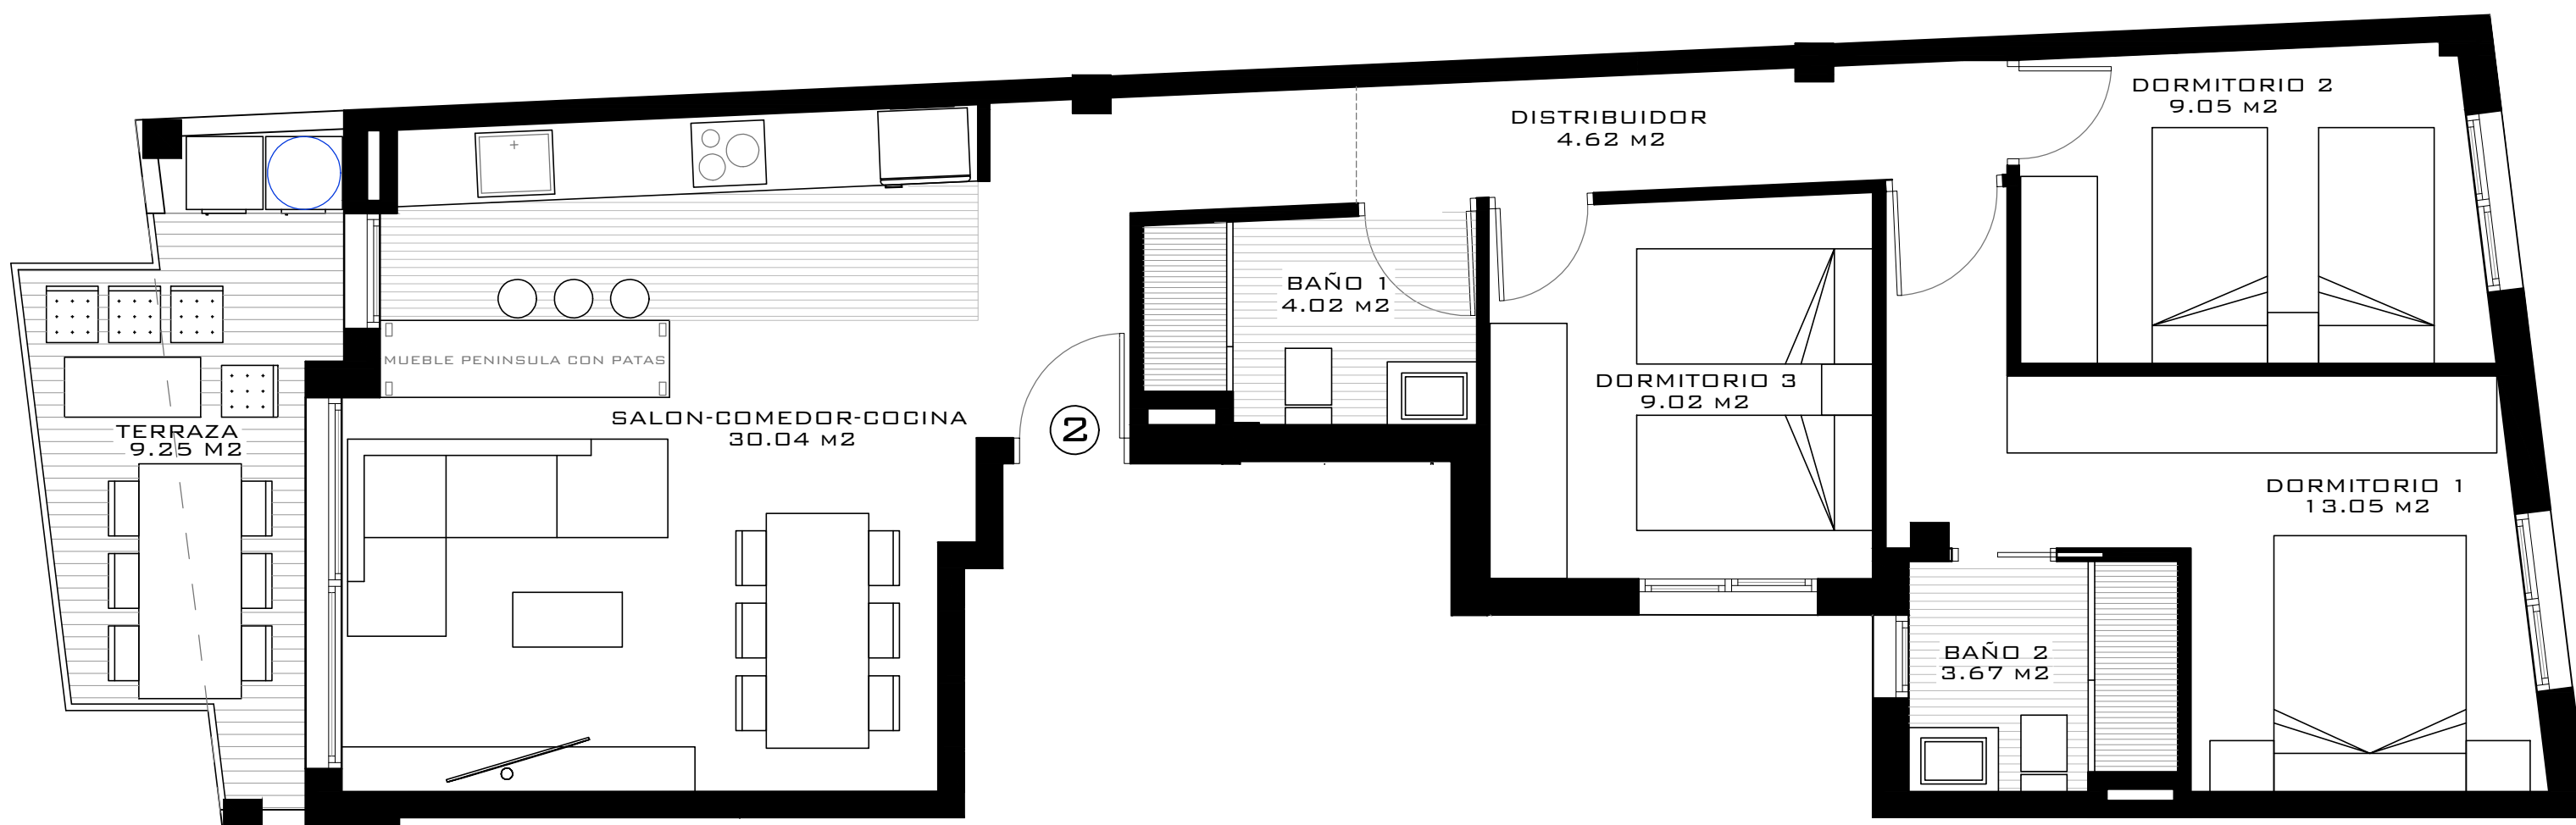 DORMITORIO 2
9.05 M2
DISTRIBUIDOR
4.62 M2
BAÑO 1
4.02 M2
MUEBLE PENINSULA CON PATAS
DORMITORIO 3
9.02 M2
SALON-COMEDOR-COCINA
30.04 M2
2
TERRAZA
9.25 M2
DORMITORIO 1
13.05 M2
BAÑO 2
3.67 M2